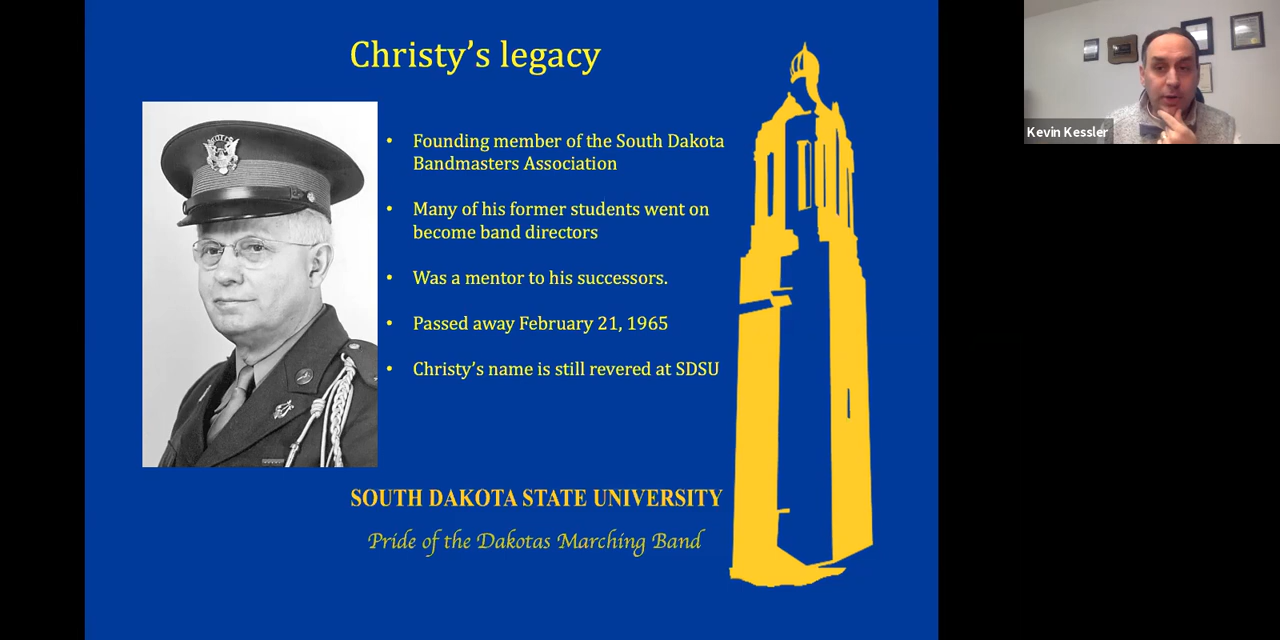 Christy's legacy
• Founding member of the South Dakota
Bandmasters Association
• Many of his former students went on
become band directors
• Was a mentor to his successors.
• Passed away February 21, 1965
• Christy's name is still revered at SDSU
SOUTH DAKOTA STATE UNIVERSITY
Pride of the Dakotas Marching Band
Kevin Kessler